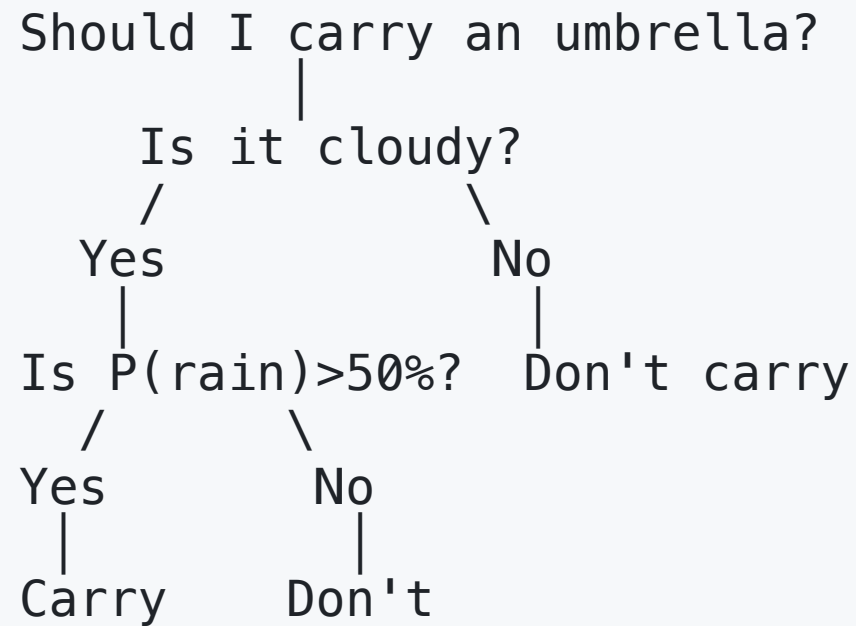 Should I carry an umbrella?
|
Is it cloudy?
/ \
Yes No
| |
Is P(rain)>50%? Don't carry
/ \
Yes No
| |
Carry Don't